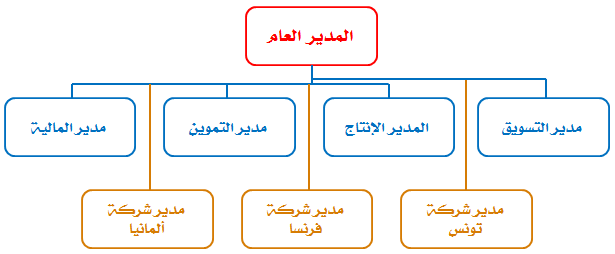 المدير العام
مدير التسويق
المدير الإنتاج
مدير التموين
مدير المالية
مدير شركة
تونس
مدير شركة
فرنسا
مدير شركة
ألمانيا